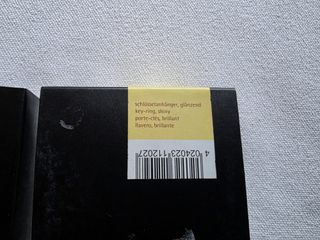 schlüsselanhänger, glänzend
key-ring, shiny
porte-clés, brillant
llavero, brillante
4 024023 112027